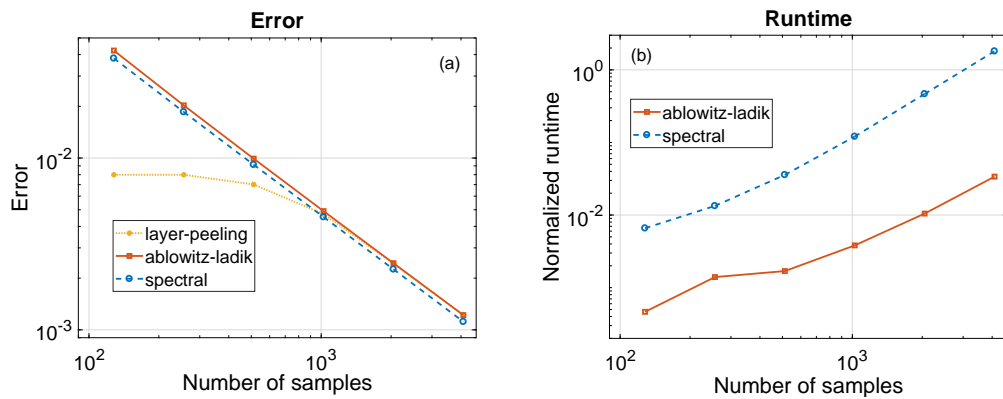 Error
(a)
10^-2
10^-3
Error
layer-peeling
ablowitz-ladik
spectral
10^2
10^3
Number of samples
Runtime
(b)
10^0
10^-2
Normalized runtime
ablowitz-ladik
spectral
10^2
10^3
Number of samples